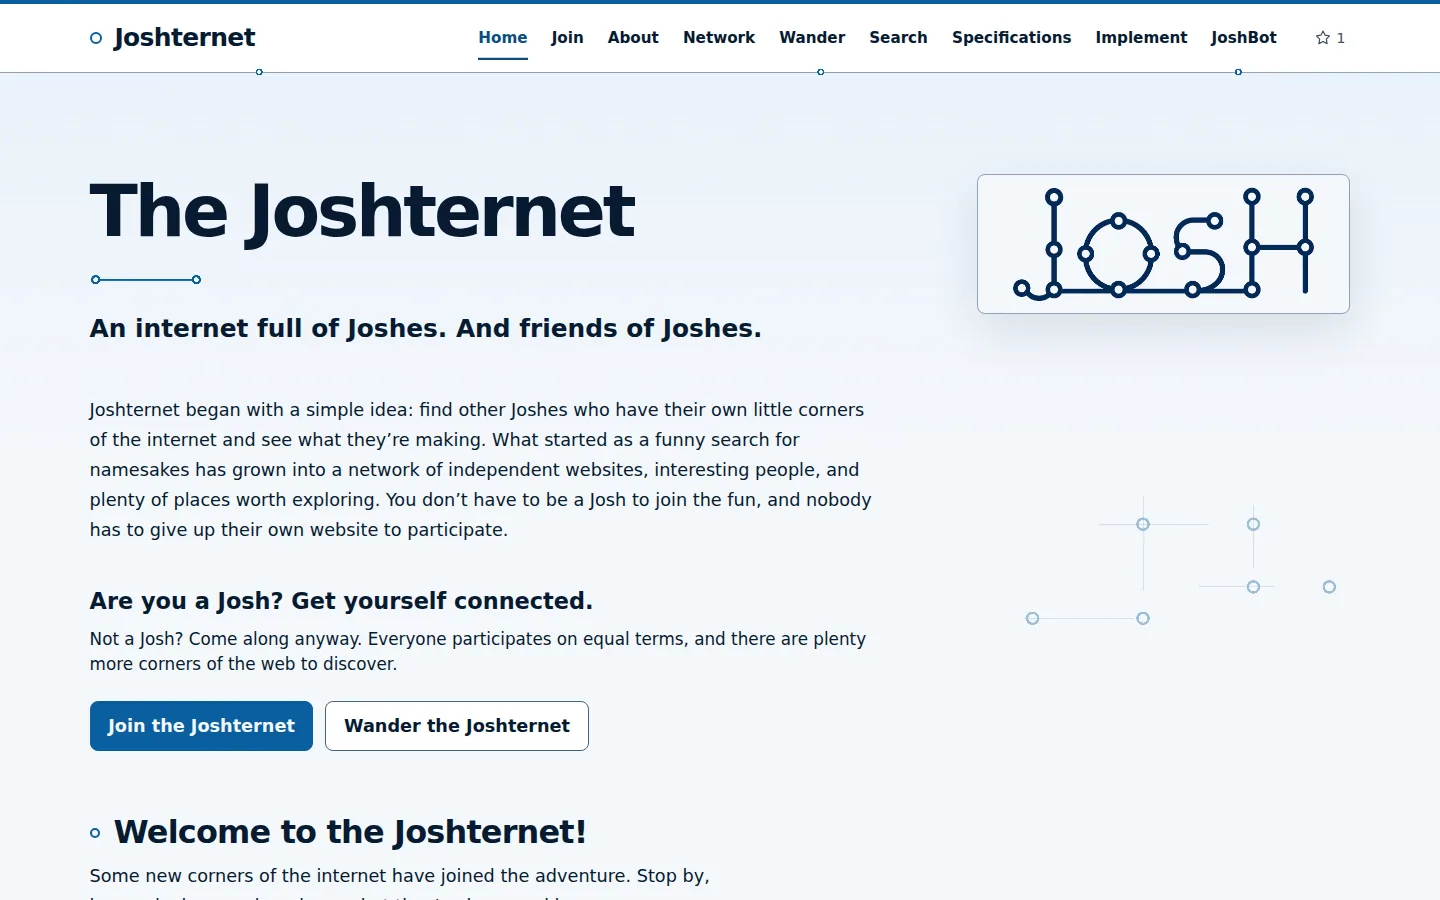 Joshternet
Home Join About Network Wander Search Specifications Implement JoshBot 1
The Joshternet
JosH
An internet full of Joshes. And friends of Joshes.
Joshternet began with a simple idea: find other Joshes who have their own little corners
of the internet and see what they’re making. What started as a funny search for
namesakes has grown into a network of independent websites, interesting people, and
plenty of places worth exploring. You don’t have to be a Josh to join the fun, and nobody
has to give up their own website to participate.
Are you a Josh? Get yourself connected.
Not a Josh? Come along anyway. Everyone participates on equal terms, and there are plenty
more corners of the web to discover.
Join the Joshternet Wander the Joshternet
Welcome to the Joshternet!
Some new corners of the internet have joined the adventure. Stop by,